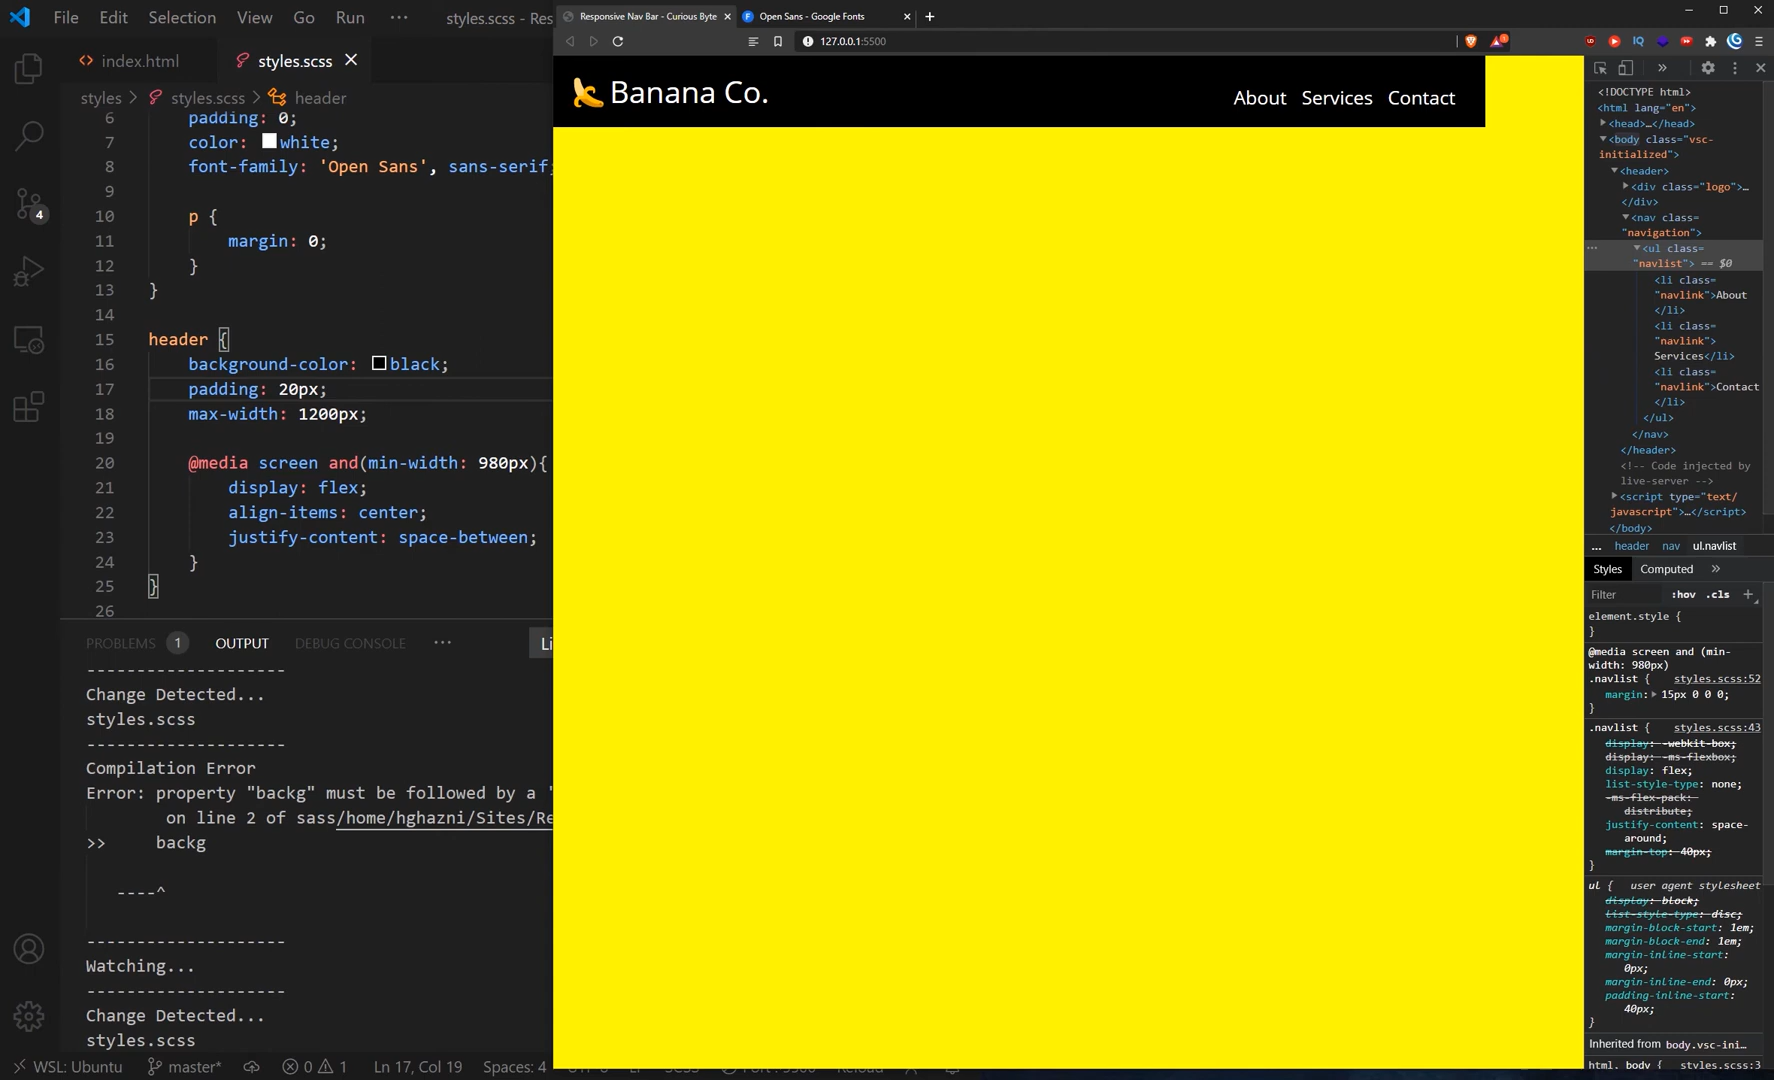 File Edit Selection View Go Run ··· styles.scss - Res
index.html styles.scss
styles > styles.scss > header
6 padding: 0;
7 color: white;
8 font-family: 'Open Sans', sans-serif;
9
10 p {
11 margin: 0;
12 }
13 }
14
15 header {
16 background-color: black;
17 padding: 20px;
18 max-width: 1200px;
19
20 @media screen and(min-width: 980px){
21 display: flex;
22 align-items: center;
23 justify-content: space-between;
24 }
25 }
26
4
PROBLEMS 1 OUTPUT DEBUG CONSOLE ··· Li
--------------------
Change Detected...
styles.scss
--------------------
Compilation Error
Error: property "backg" must be followed by a '
on line 2 of sass/home/hghazni/Sites/Re
>> backg
----^
--------------------
Watching...
--------------------
Change Detected...
styles.scss
WSL: Ubuntu master* 0 1 Ln 17, Col 19 Spaces: 4
Responsive Nav Bar - Curious Byte Open Sans - Google Fonts
127.0.0.1:5500
Banana Co.
About Services Contact
<!DOCTYPE html>
<html lang="en">
<head>…</head>
<body class="vsc-
initialized">
<header>
<div class="logo">…
</div>
<nav class=
"navigation">
··· <ul class=
"navlist"> == $0
<li class=
"navlink">About
</li>
<li class=
"navlink">
Services</li>
<li class=
"navlink">Contact
</li>
</ul>
</nav>
</header>
<!-- Code injected by
live-server -->
<script type="text/
javascript">…</script>
</body>
... header nav ul.navlist
Styles Computed »
Filter :hov .cls +
element.style {
}
@media screen and (min-
width: 980px)
.navlist { styles.scss:52
margin: 15px 0 0 0;
}
.navlist { styles.scss:43
display: -webkit-box;
display: -ms-flexbox;
display: flex;
list-style-type: none;
-ms-flex-pack:
distribute;
justify-content: space-
around;
margin-top: 40px;
}
ul { user agent stylesheet
display: block;
list-style-type: disc;
margin-block-start: 1em;
margin-block-end: 1em;
margin-inline-start:
0px;
margin-inline-end: 0px;
padding-inline-start:
40px;
}
Inherited from body.vsc-ini…
html, body { styles.scss:3